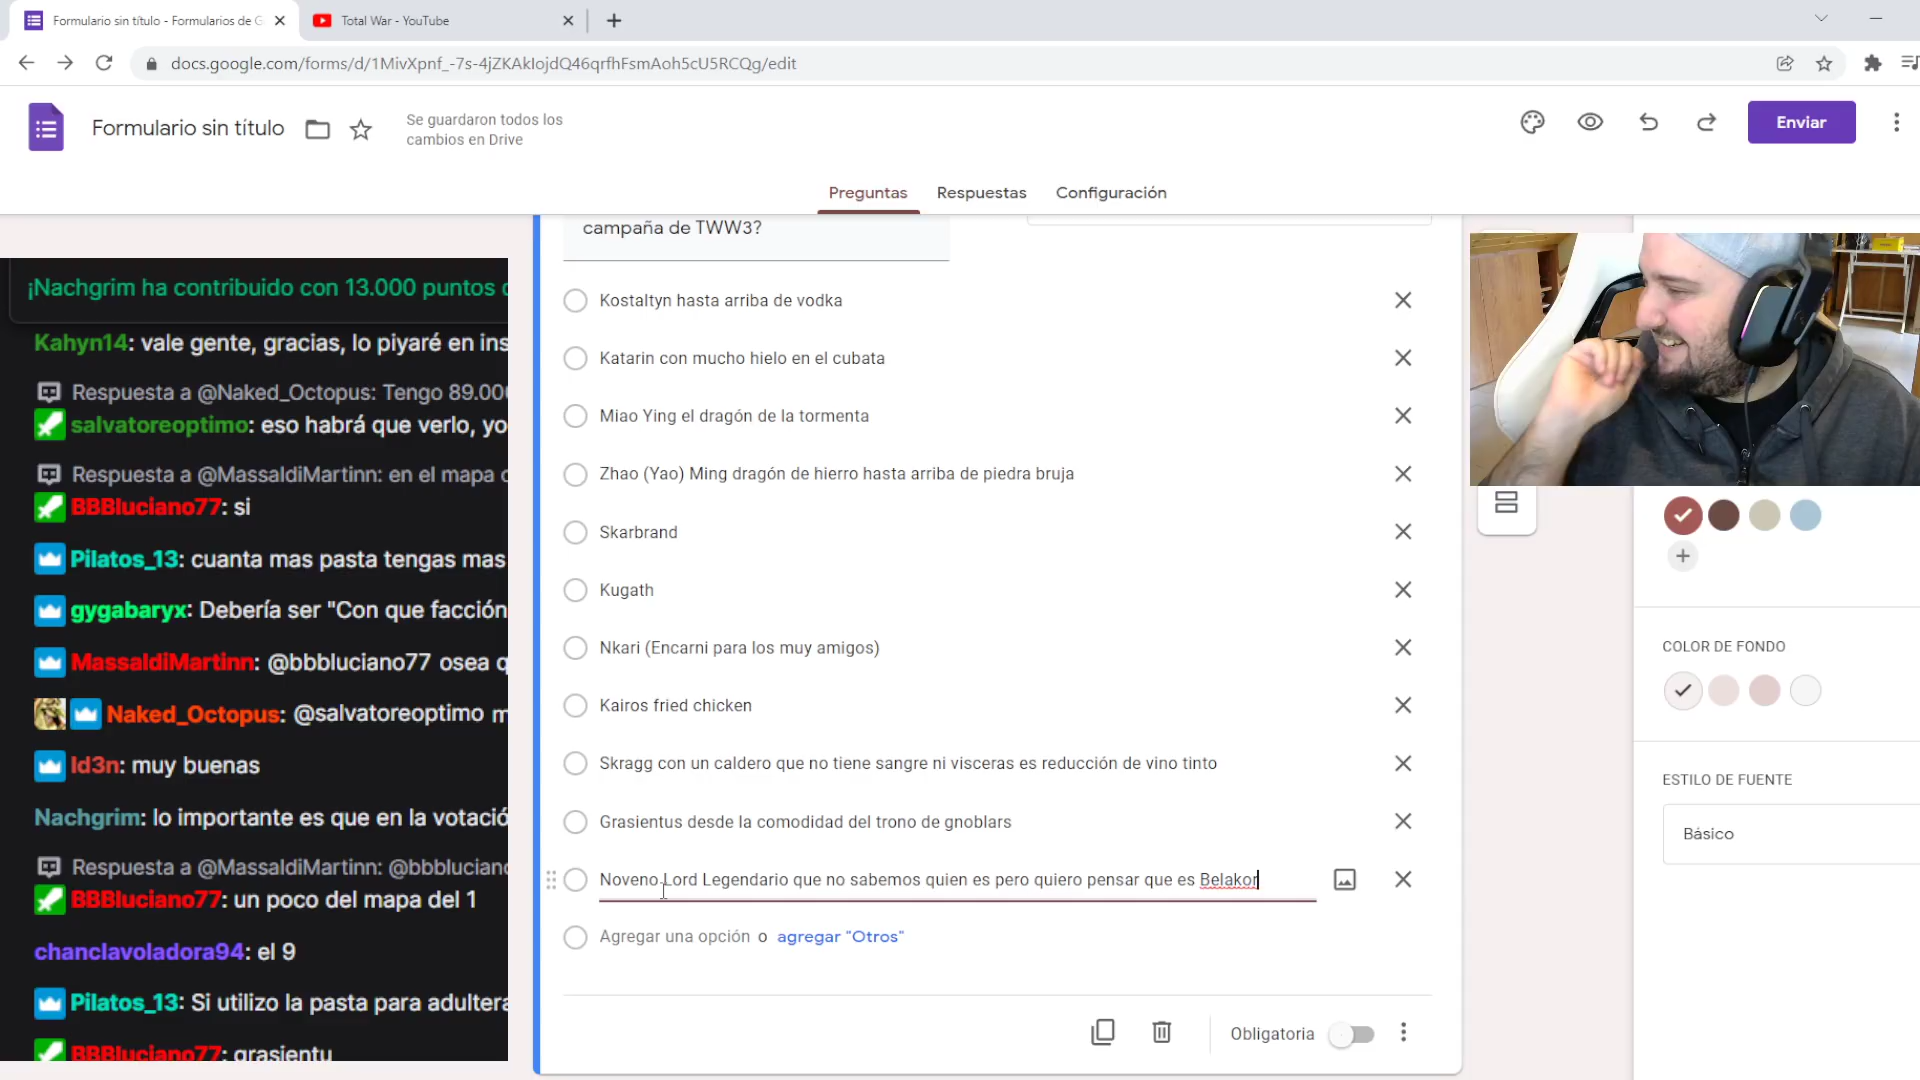 Formulario sin título - Formularios de G
Total War - YouTube
docs.google.com/forms/d/1MivXpnf_-7s-4jZKAkIojdQ46qrfhFsmAoh5cU5RCQg/edit
Formulario sin título
Se guardaron todos los
cambios en Drive
Enviar
Preguntas
Respuestas
Configuración
campaña de TWW3?
Kostaltyn hasta arriba de vodka
Katarin con mucho hielo en el cubata
Miao Ying el dragón de la tormenta
Zhao (Yao) Ming dragón de hierro hasta arriba de piedra bruja
Skarbrand
Kugath
Nkari (Encarni para los muy amigos)
Kairos fried chicken
Skragg con un caldero que no tiene sangre ni visceras es reducción de vino tinto
Grasientus desde la comodidad del trono de gnoblars
Noveno Lord Legendario que no sabemos quien es pero quiero pensar que es Belakor
Agregar una opción o agregar "Otros"
Obligatoria
¡Nachgrim ha contribuido con 13.000 puntos
Kahyn14: vale gente, gracias, lo piyaré en ins
Respuesta a @Naked_Octopus: Tengo 89.00
salvatoreoptimo: eso habrá que verlo, yo
Respuesta a @MassaldiMartinn: en el mapa
BBBluciano77: si
Pilatos_13: cuanta mas pasta tengas mas
gygabaryx: Debería ser "Con que facción
MassaldiMartinn: @bbbluciano77 osea q
Naked_Octopus: @salvatoreoptimo
Id3n: muy buenas
Nachgrim: lo importante es que en la votació
Respuesta a @MassaldiMartinn: @bbblucian
BBBluciano77: un poco del mapa del 1
chanclavoladora94: el 9
Pilatos_13: Si utilizo la pasta para adultera
BBBluciano77: grasientu
COLOR DE FONDO
ESTILO DE FUENTE
Básico